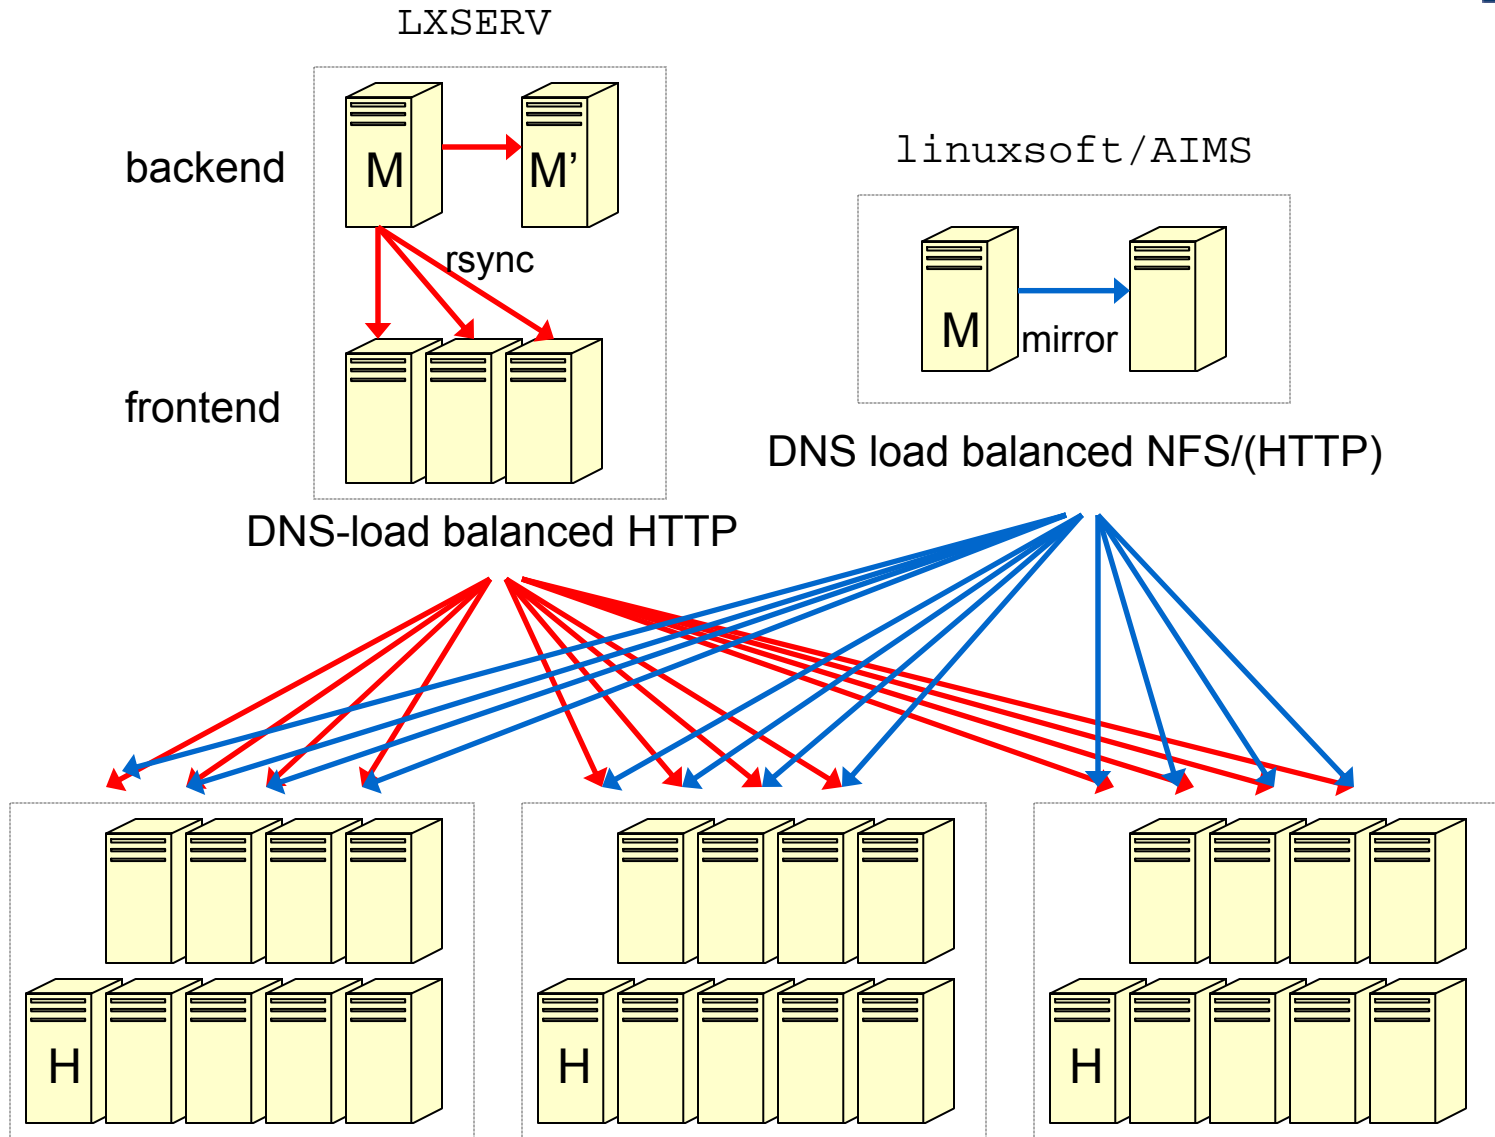 LXSERV
backend
M
M’
rsync
frontend
DNS-load balanced HTTP
linuxsoft/AIMS
M
mirror
DNS load balanced NFS/(HTTP)
H
H
H